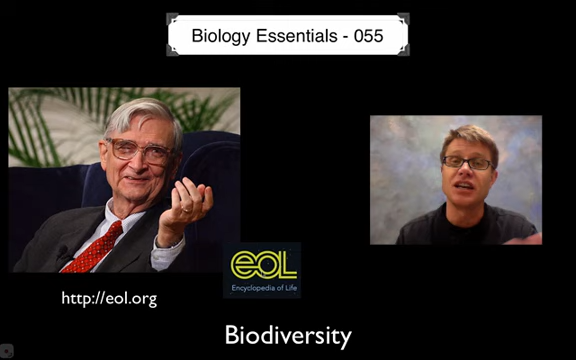 Biology Essentials - 055
eOL
Encyclopedia of Life
http://eol.org
Biodiversity